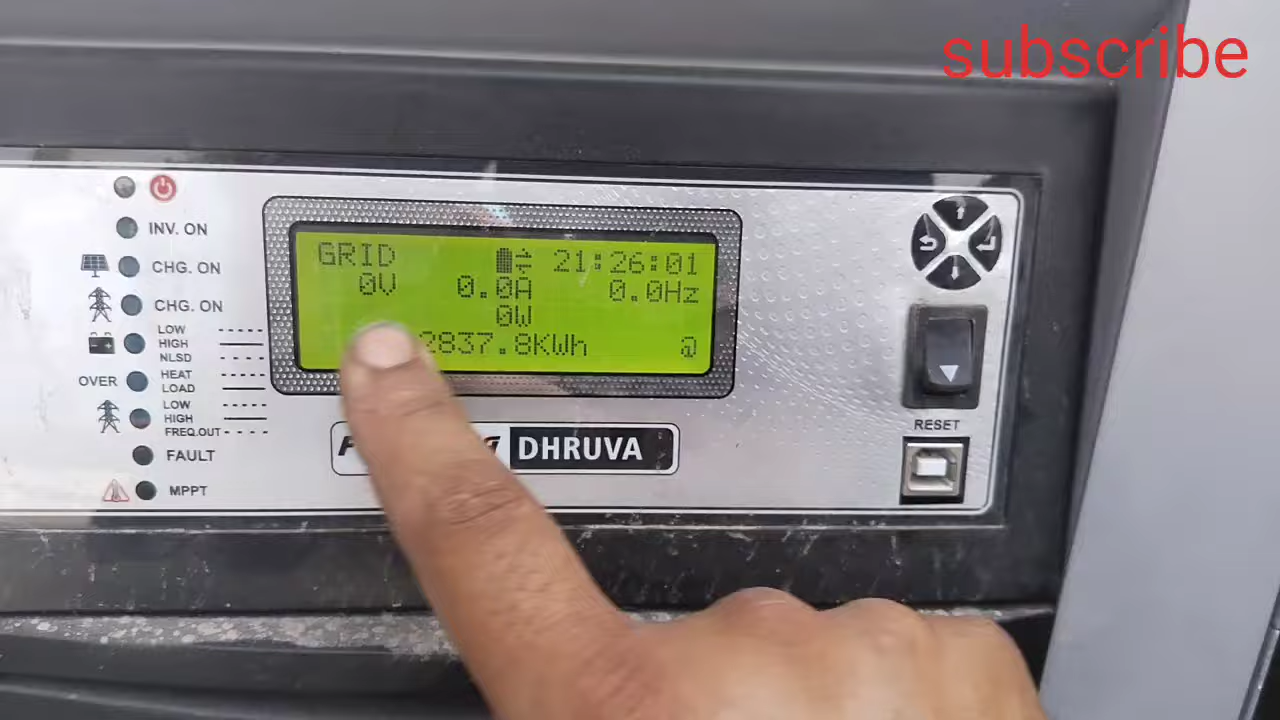 subscribe
INV. ON
CHG. ON
CHG. ON
LOW
HIGH
NLSD
OVER
HEAT
LOAD
LOW
HIGH
FREQ.OUT
FAULT
MPPT
GRID 21:26:01
0V 0.0A 0.0Hz
0W
2837.8KWh @
DHRUVA
RESET